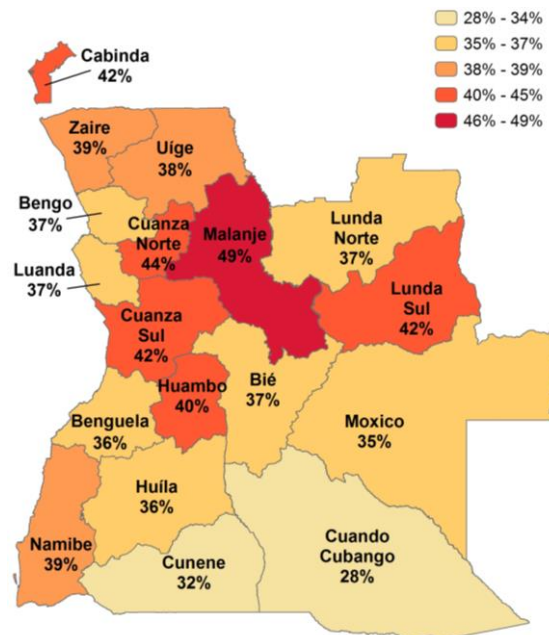 28% - 34%
35% - 37%
38% - 39%
40% - 45%
46% - 49%
Cabinda
42%
Zaire
39%
Uíge
38%
Bengo
37%
Cuanza
Norte
44%
Malanje
49%
Lunda
Norte
37%
Luanda
37%
Lunda
Sul
42%
Cuanza
Sul
42%
Huambo
40%
Bié
37%
Benguela
36%
Moxico
35%
Huíla
36%
Namibe
39%
Cunene
32%
Cuando
Cubango
28%